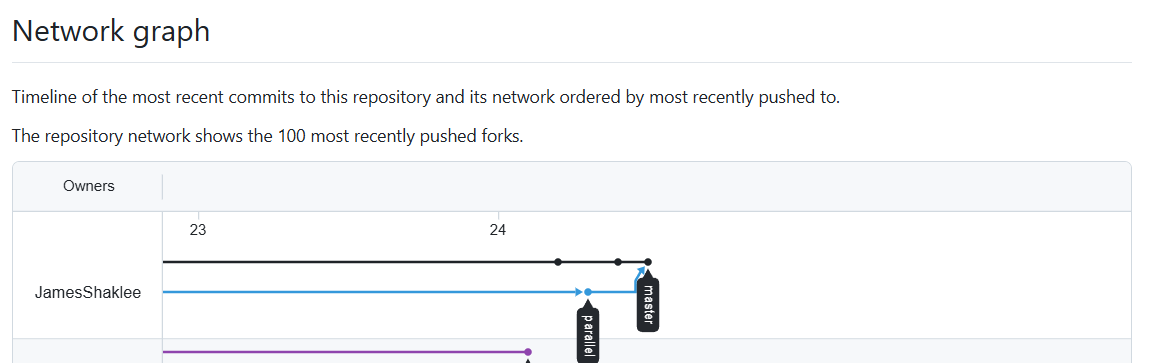 Network graph
Timeline of the most recent commits to this repository and its network ordered by most recently pushed to.
The repository network shows the 100 most recently pushed forks.
Owners
23 24
JamesShaklee
master
parallel